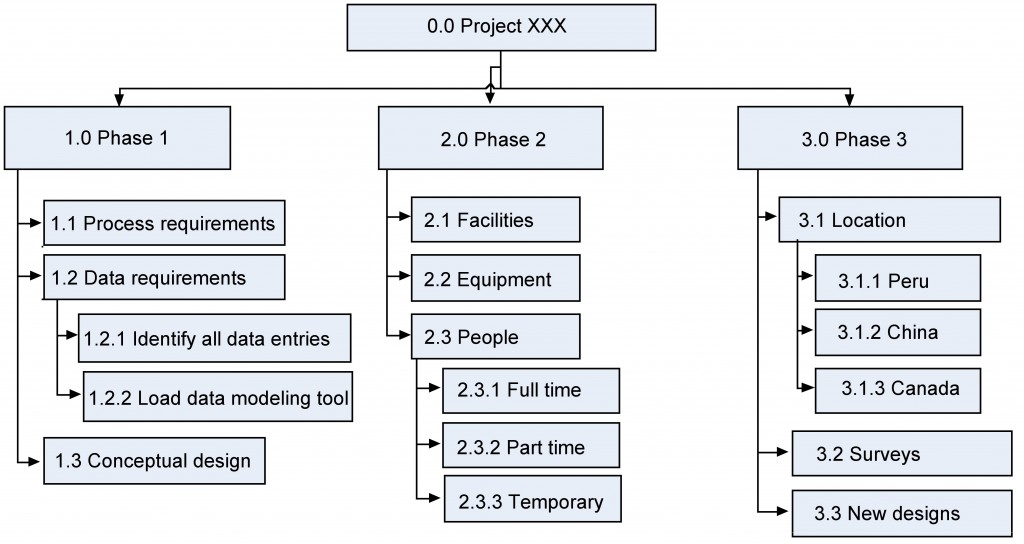 0.0 Project XXX
1.0 Phase 1
1.1 Process requirements
1.2 Data requirements
1.2.1 Identify all data entries
1.2.2 Load data modeling tool
1.3 Conceptual design
2.0 Phase 2
2.1 Facilities
2.2 Equipment
2.3 People
2.3.1 Full time
2.3.2 Part time
2.3.3 Temporary
3.0 Phase 3
3.1 Location
3.1.1 Peru
3.1.2 China
3.1.3 Canada
3.2 Surveys
3.3 New designs